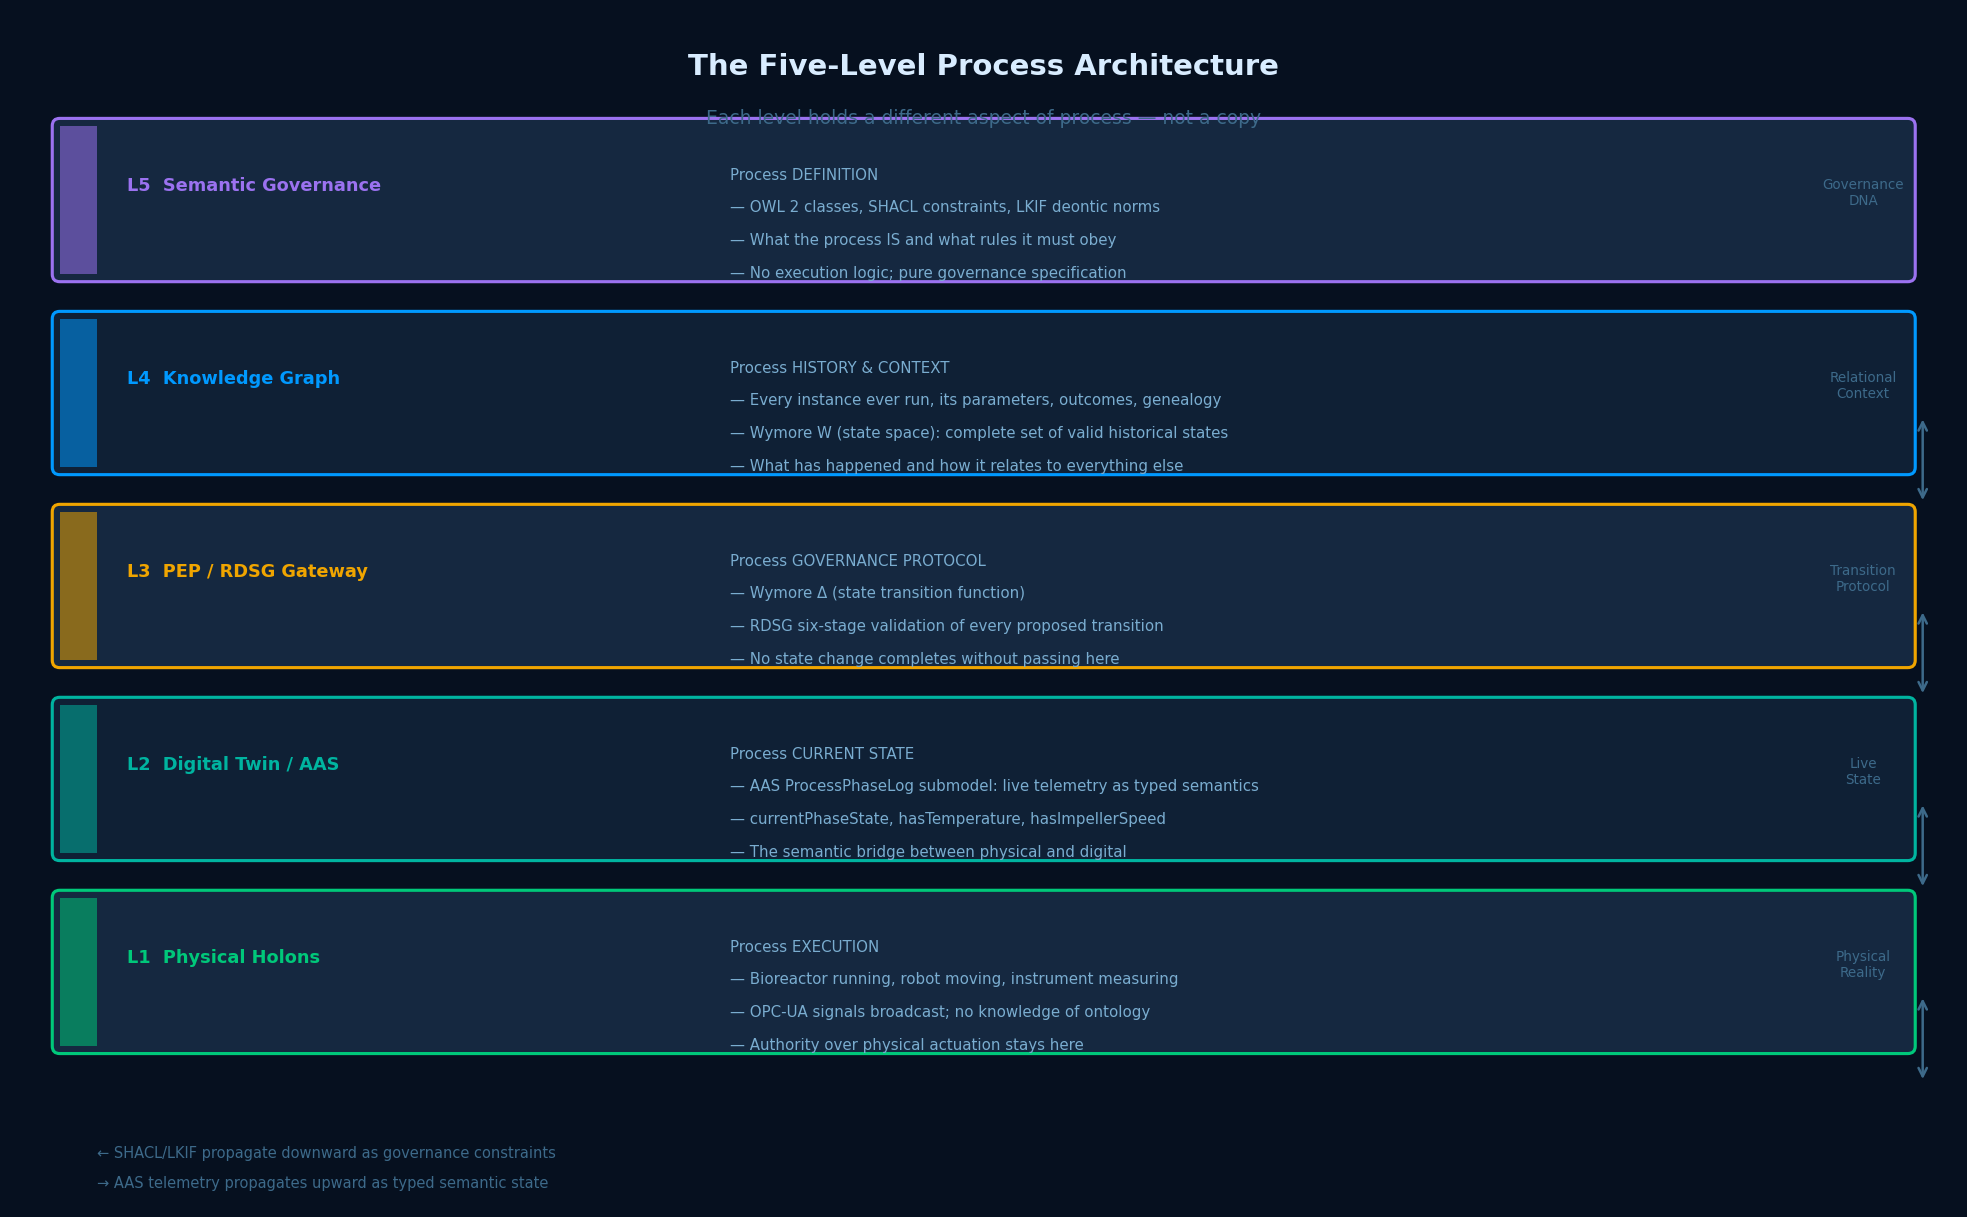 The Five-Level Process Architecture
Each level holds a different aspect of process — not a copy
L5  Semantic Governance
Process DEFINITION
— OWL 2 classes, SHACL constraints, LKIF deontic norms
— What the process IS and what rules it must obey
— No execution logic; pure governance specification
Governance
DNA
L4  Knowledge Graph
Process HISTORY & CONTEXT
— Every instance ever run, its parameters, outcomes, genealogy
— Wymore W (state space): complete set of valid historical states
— What has happened and how it relates to everything else
Relational
Context
L3  PEP / RDSG Gateway
Process GOVERNANCE PROTOCOL
— Wymore Δ (state transition function)
— RDSG six-stage validation of every proposed transition
— No state change completes without passing here
Transition
Protocol
L2  Digital Twin / AAS
Process CURRENT STATE
— AAS ProcessPhaseLog submodel: live telemetry as typed semantics
— currentPhaseState, hasTemperature, hasImpellerSpeed
— The semantic bridge between physical and digital
Live
State
L1  Physical Holons
Process EXECUTION
— Bioreactor running, robot moving, instrument measuring
— OPC-UA signals broadcast; no knowledge of ontology
— Authority over physical actuation stays here
Physical
Reality
← SHACL/LKIF propagate downward as governance constraints
→ AAS telemetry propagates upward as typed semantic state